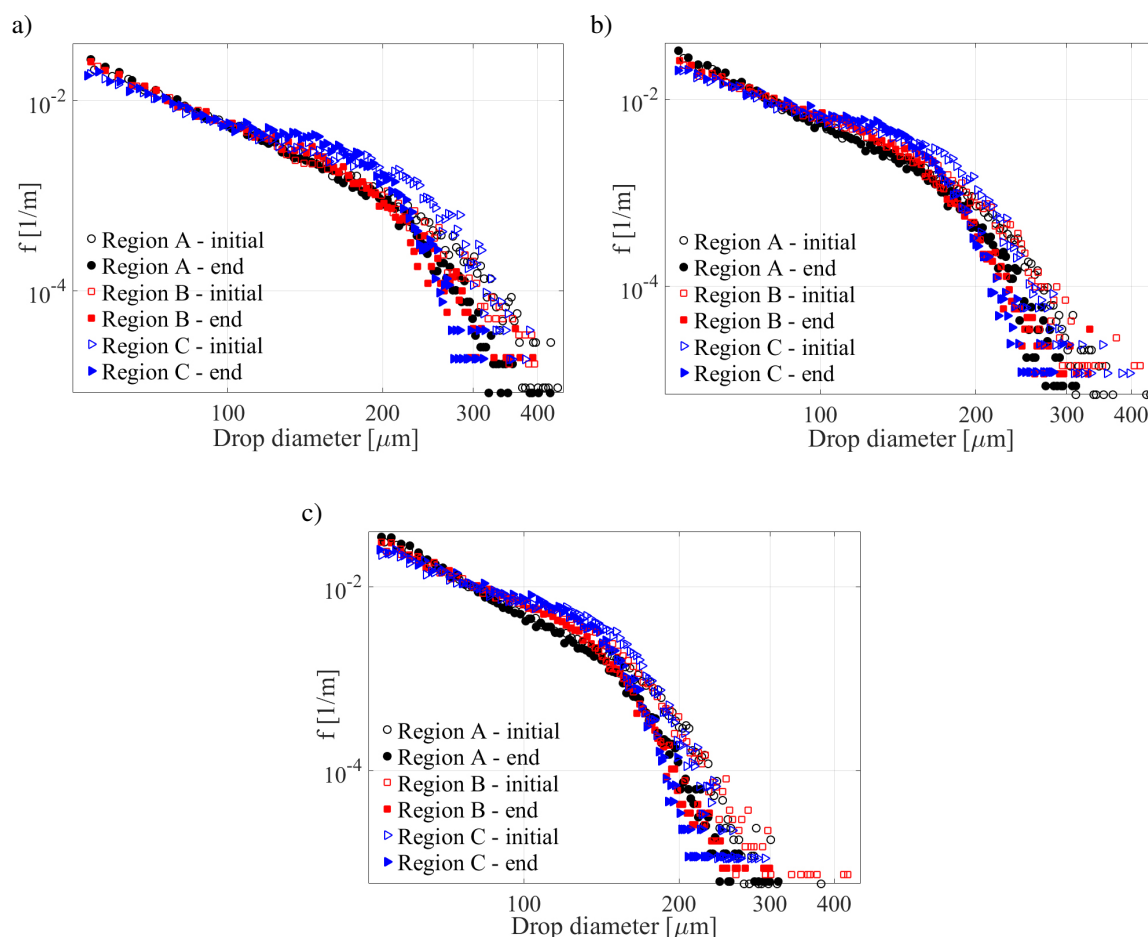 a)
10^-2
10^-4
f [1/m]
Region A - initial
Region A - end
Region B - initial
Region B - end
Region C - initial
Region C - end
100 200 300 400
Drop diameter [μm]
b)
10^-2
10^-4
f [1/m]
Region A - initial
Region A - end
Region B - initial
Region B - end
Region C - initial
Region C - end
100 200 300 400
Drop diameter [μm]
c)
10^-2
10^-4
f [1/m]
Region A - initial
Region A - end
Region B - initial
Region B - end
Region C - initial
Region C - end
100 200 300 400
Drop diameter [μm]